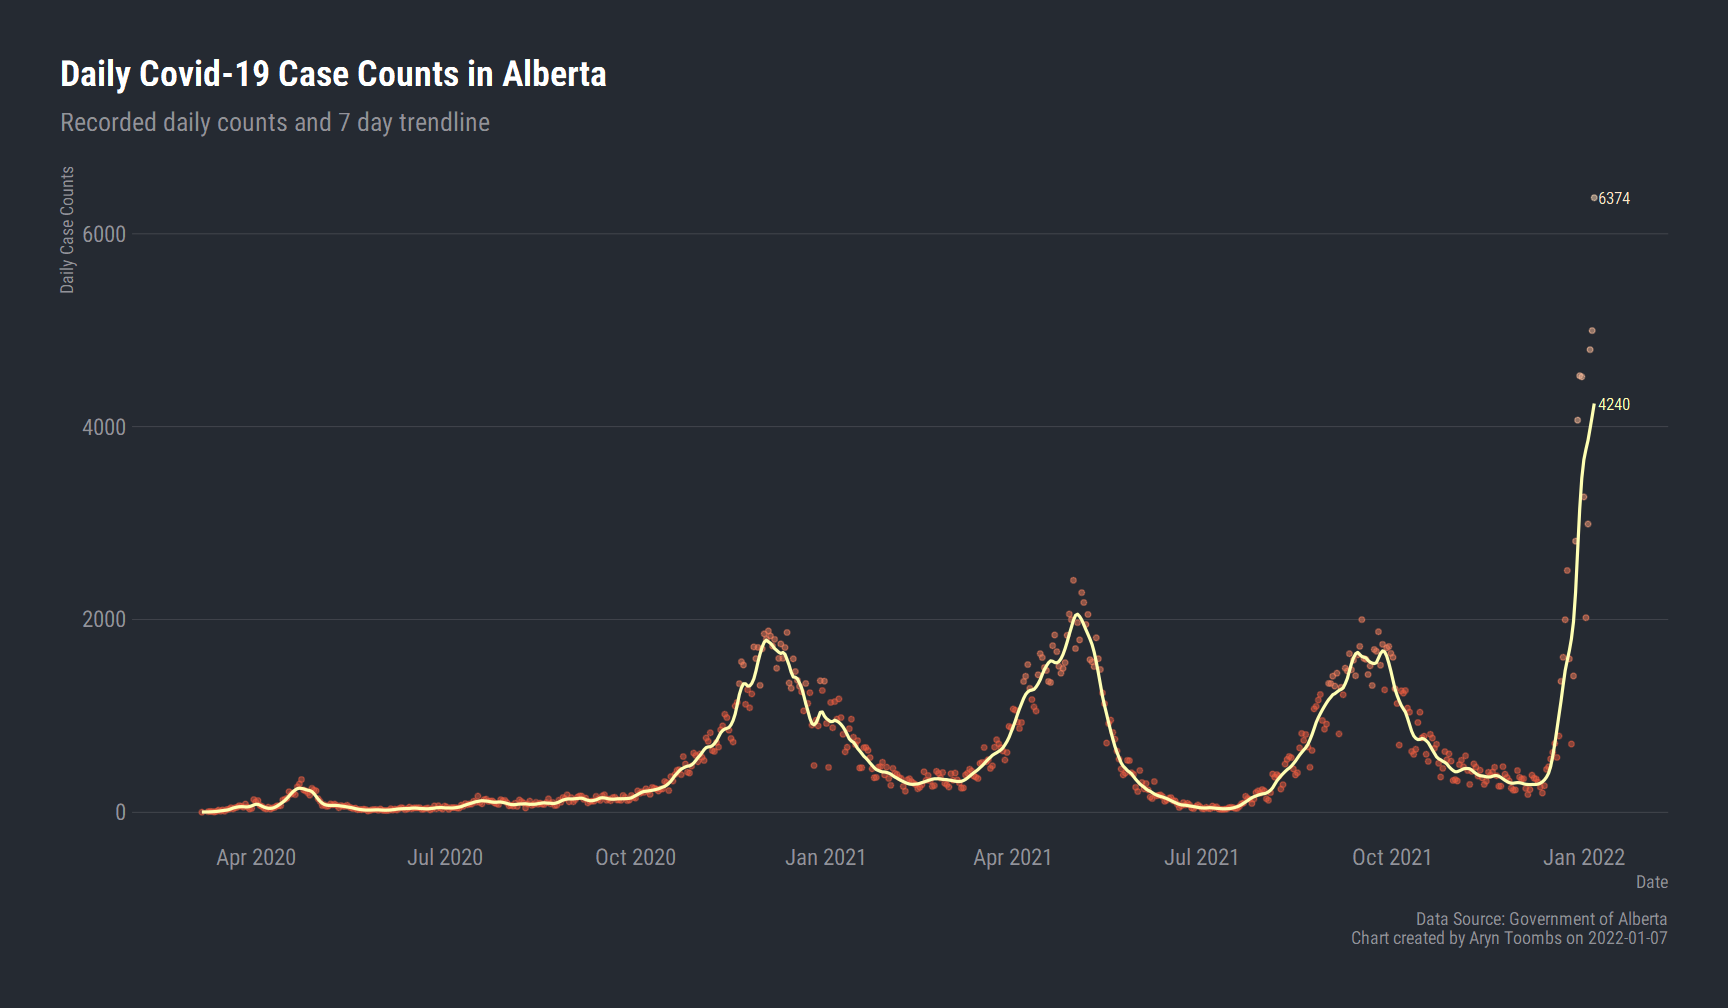 Daily Covid-19 Case Counts in Alberta
Recorded daily counts and 7 day trendline
Daily Case Counts
6374
6000
4240
4000
2000
0
Apr 2020
Jul 2020
Oct 2020
Jan 2021
Apr 2021
Jul 2021
Oct 2021
Jan 2022
Date
Data Source: Government of Alberta
Chart created by Aryn Toombs on 2022-01-07